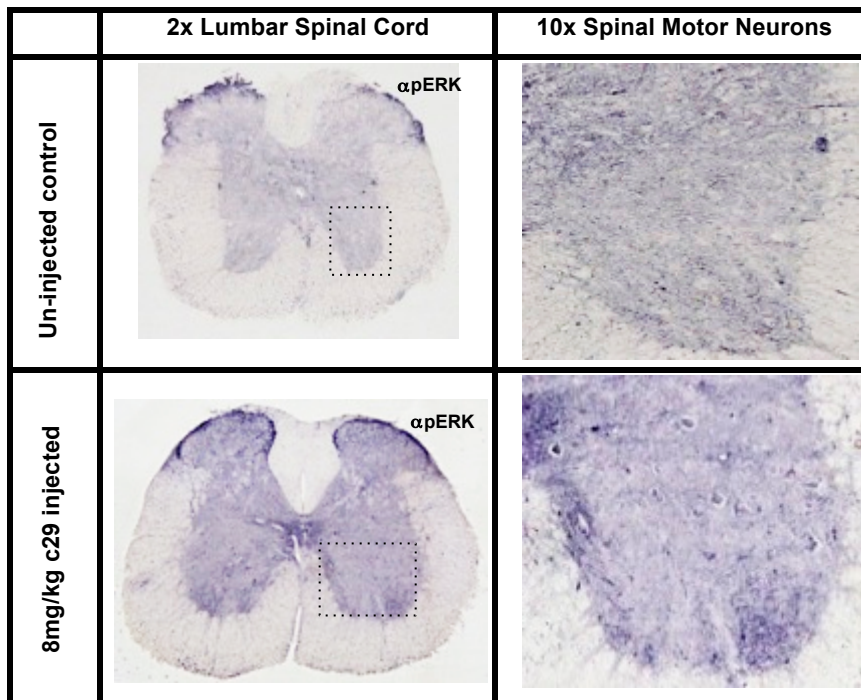 2x Lumbar Spinal Cord
10x Spinal Motor Neurons
Un-injected control
αpERK
8mg/kg c29 injected
αpERK